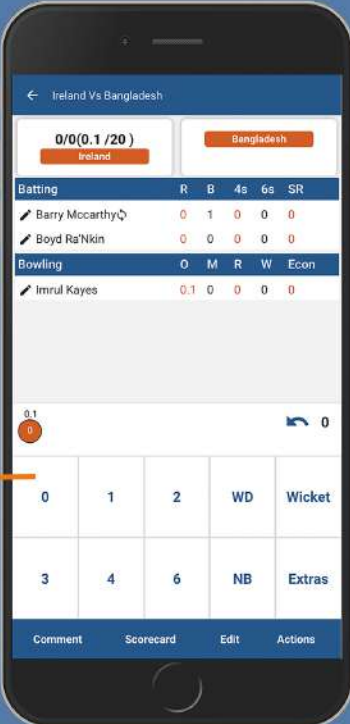 Ireland Vs Bangladesh
0/0(0.1 /20 )
Ireland
Bangladesh
Batting R B 4s 6s SR
Barry Mccarthy 0 1 0 0 0
Boyd Ra'Nkin 0 0 0 0 0
Bowling O M R W Econ
Imrul Kayes 0.1 0 0 0 0
0.1
0
0
0 1 2 WD Wicket
3 4 6 NB Extras
Comment Scorecard Edit Actions